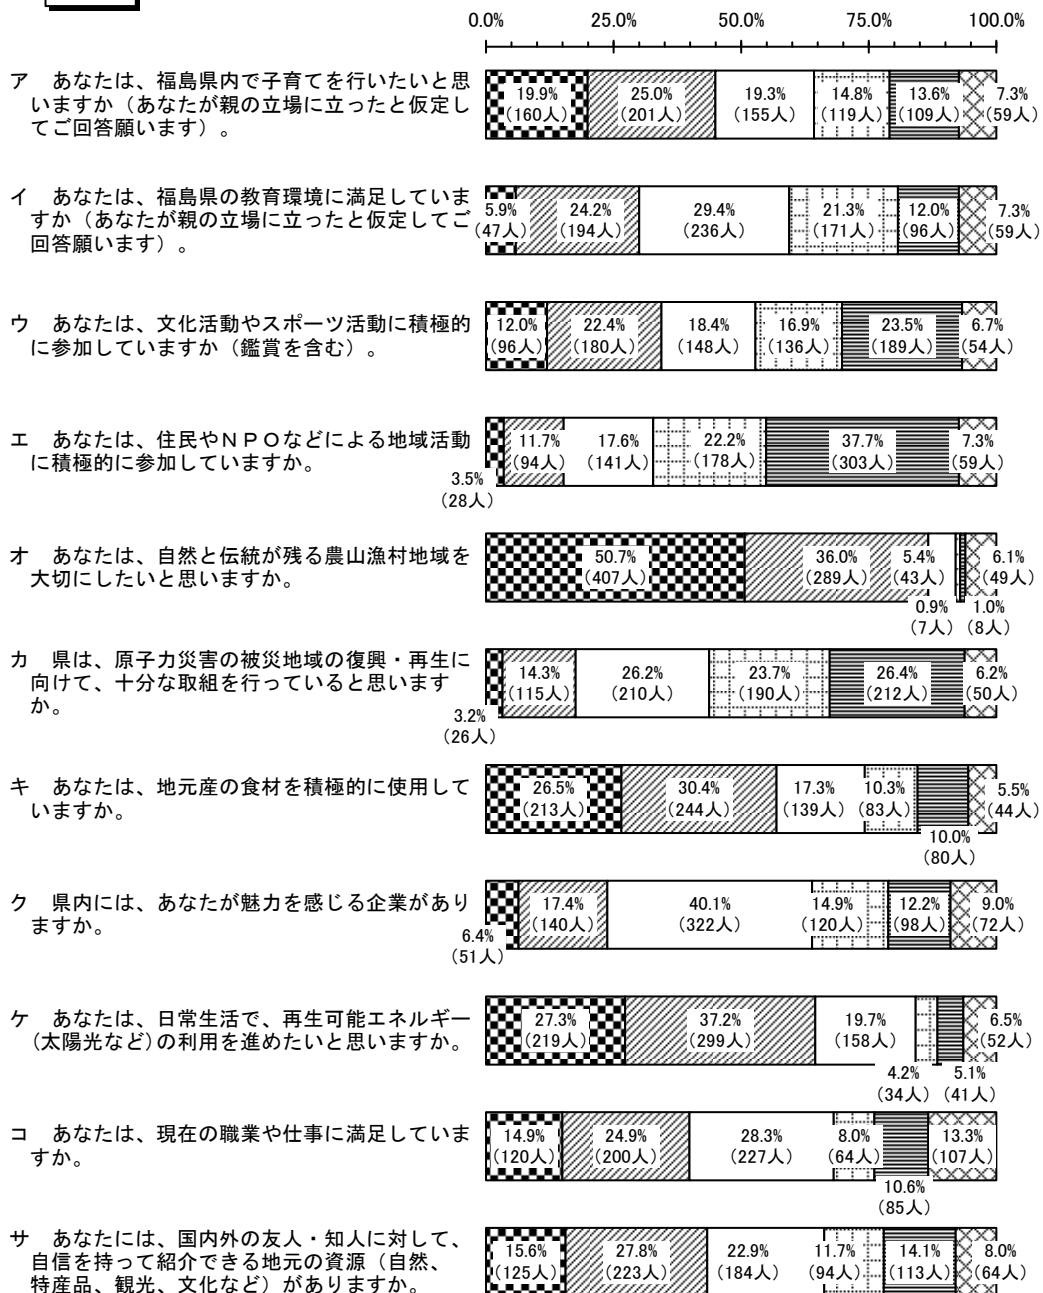 0.0% 25.0% 50.0% 75.0% 100.0%
ア　あなたは、福島県内で子育てを行いたいと思
いますか（あなたが親の立場に立ったと仮定し
てご回答願います）。
19.9% 25.0% 19.3% 14.8% 13.6% 7.3%
(160人) (201人) (155人) (119人) (109人) (59人)
イ　あなたは、福島県の教育環境に満足していま
すか（あなたが親の立場に立ったと仮定してご
回答願います）。
5.9% 24.2% 29.4% 21.3% 12.0% 7.3%
(47人) (194人) (236人) (171人) (96人) (59人)
ウ　あなたは、文化活動やスポーツ活動に積極的
に参加していますか（鑑賞を含む）。
12.0% 22.4% 18.4% 16.9% 23.5% 6.7%
(96人) (180人) (148人) (136人) (189人) (54人)
エ　あなたは、住民やＮＰＯなどによる地域活動
に積極的に参加していますか。
11.7% 17.6% 22.2% 37.7% 7.3%
(94人) (141人) (178人) (303人) (59人)
3.5%
(28人)
オ　あなたは、自然と伝統が残る農山漁村地域を
大切にしたいと思いますか。
50.7% 36.0% 5.4% 6.1%
(407人) (289人) (43人) (49人)
0.9% 1.0%
(7人) (8人)
カ　県は、原子力災害の被災地域の復興・再生に
向けて、十分な取組を行っていると思います
か。
14.3% 26.2% 23.7% 26.4% 6.2%
(115人) (210人) (190人) (212人) (50人)
3.2%
(26人)
キ　あなたは、地元産の食材を積極的に使用して
いますか。
26.5% 30.4% 17.3% 10.3% 5.5%
(213人) (244人) (139人) (83人) (44人)
10.0%
(80人)
ク　県内には、あなたが魅力を感じる企業があり
ますか。
17.4% 40.1% 14.9% 12.2% 9.0%
(140人) (322人) (120人) (98人) (72人)
6.4%
(51人)
ケ　あなたは、日常生活で、再生可能エネルギー
(太陽光など)の利用を進めたいと思いますか。
27.3% 37.2% 19.7% 6.5%
(219人) (299人) (158人) (52人)
4.2% 5.1%
(34人) (41人)
コ　あなたは、現在の職業や仕事に満足していま
すか。
14.9% 24.9% 28.3% 8.0% 13.3%
(120人) (200人) (227人) (64人) (107人)
10.6%
(85人)
サ　あなたには、国内外の友人・知人に対して、
自信を持って紹介できる地元の資源（自然、
特産品、観光、文化など）がありますか。
15.6% 27.8% 22.9% 11.7% 14.1% 8.0%
(125人) (223人) (184人) (94人) (113人) (64人)